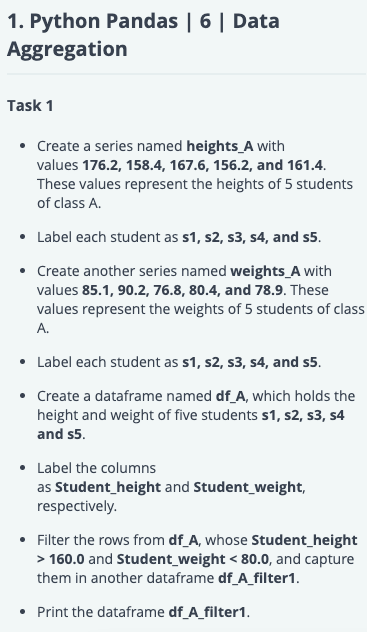 1. Python Pandas | 6 | Data
Aggregation
Task 1
• Create a series named heights_A with
values 176.2, 158.4, 167.6, 156.2, and 161.4.
These values represent the heights of 5 students
of class A.
• Label each student as s1, s2, s3, s4, and s5.
• Create another series named weights_A with
values 85.1, 90.2, 76.8, 80.4, and 78.9. These
values represent the weights of 5 students of class
A.
• Label each student as s1, s2, s3, s4, and s5.
• Create a dataframe named df_A, which holds the
height and weight of five students s1, s2, s3, s4
and s5.
• Label the columns
as Student_height and Student_weight,
respectively.
• Filter the rows from df_A, whose Student_height
> 160.0 and Student_weight < 80.0, and capture
them in another dataframe df_A_filter1.
• Print the dataframe df_A_filter1.